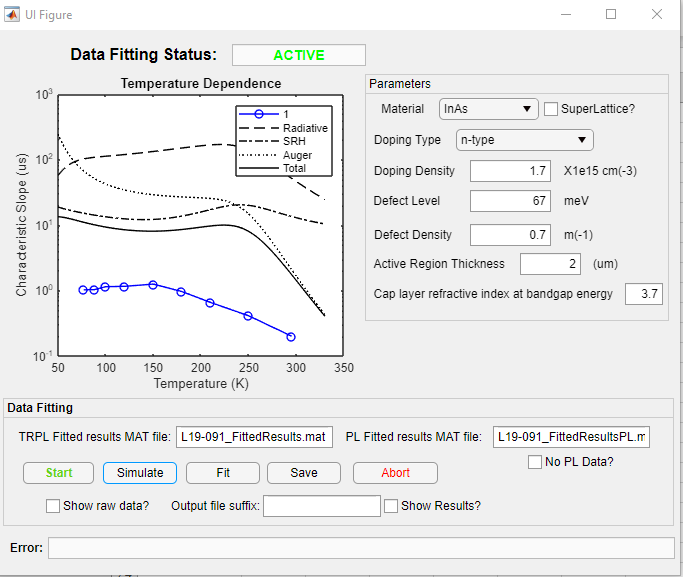 UI Figure
Data Fitting Status: ACTIVE
Temperature Dependence
Characteristic Slope (us)
10^3
10^2
10^1
10^0
10^-1
1
Radiative
SRH
Auger
Total
50 100 150 200 250 300 350
Temperature (K)
Parameters
Material InAs SuperLattice?
Doping Type n-type
Doping Density 1.7 X1e15 cm(-3)
Defect Level 67 meV
Defect Density 0.7 m(-1)
Active Region Thickness 2 (um)
Cap layer refractive index at bandgap energy 3.7
Data Fitting
TRPL Fitted results MAT file: L19-091_FittedResults.mat PL Fitted results MAT file: L19-091_FittedResultsPL.m
No PL Data?
Start Simulate Fit Save Abort
Show raw data? Output file suffix: Show Results?
Error: